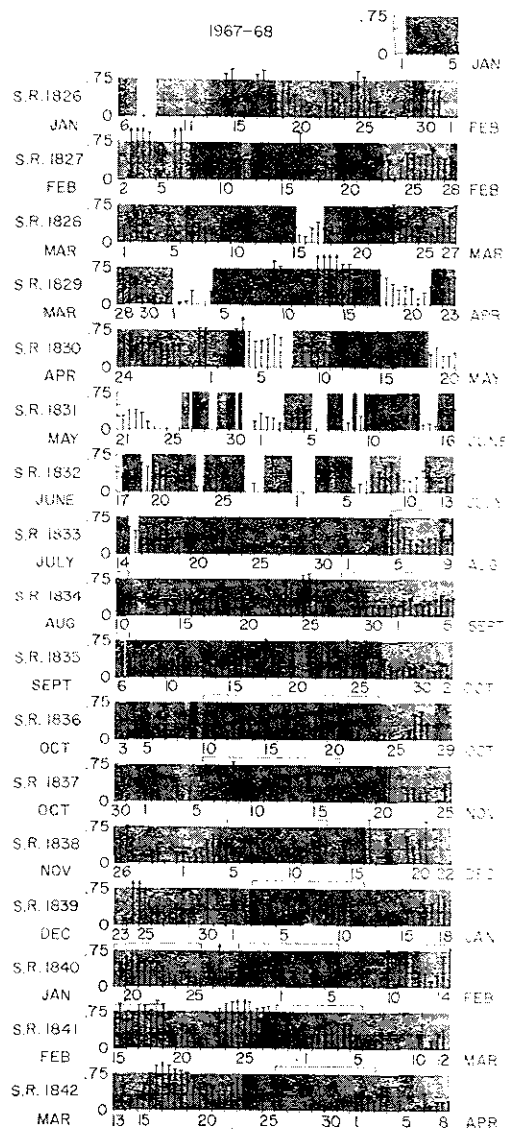 1967-68
.75
0
1 5
JAN
S.R. 1826 .75
0
JAN 6 11 15 20 25 30 1 FEB
S.R. 1827 .75
0
FEB 2 5 10 15 20 25 28 FEB
S.R. 1828 .75
0
MAR 1 5 10 15 20 25 27 MAR
S.R. 1829 .75
0
MAR 28 30 1 5 10 15 20 23 APR
S.R. 1830 .75
0
APR 24 1 5 10 15 20 MAY
S.R. 1831 .75
0
MAY 21 25 30 1 5 10 16 JUNE
S.R. 1832 .75
0
JUNE 17 20 25 1 5 10 13 JULY
S.R. 1833 .75
0
JULY 14 20 25 30 1 5 9 AUG
S.R. 1834 .75
0
AUG 10 15 20 25 30 1 5 SEPT
S.R. 1835 .75
0
SEPT 6 10 15 20 25 30 2 OCT
S.R. 1836 .75
0
OCT 3 5 10 15 20 25 29 OCT
S.R. 1837 .75
0
OCT 30 1 5 10 15 20 25 NOV
S.R. 1838 .75
0
NOV 26 1 5 10 15 20 22 DEC
S.R. 1839 .75
0
DEC 23 25 30 1 5 10 15 18 JAN
S.R. 1840 .75
0
JAN 20 25 1 5 10 14 FEB
S.R. 1841 .75
0
FEB 15 20 25 1 5 10 12 MAR
S.R. 1842 .75
0
MAR 13 15 20 25 30 1 5 8 APR